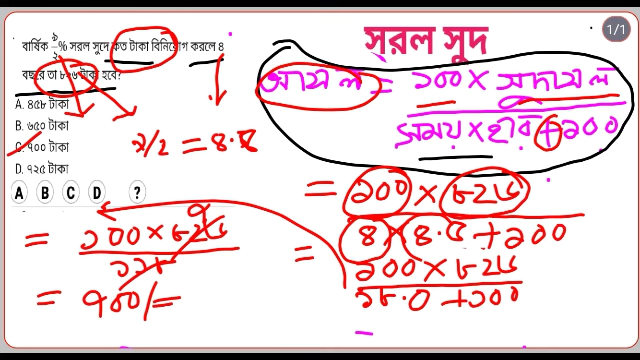 সরল সুদ
1/1
বার্ষিক ৯/২% সরল সুদে কত টাকা বিনিয়োগ করলে ৪
বছরে তা ৮২৬ টাকা হবে?
A. ৪৫৮ টাকা
B. ৬৫০ টাকা
C. ৭০০ টাকা
D. ৭২৫ টাকা
A B C D ?
৯/২ = ৪.৫
আসল = ১০০ × সুদাসল
সময় × হার + ১০০
= ১০০ × ৮২৬
৪ × ৪.৫ + ১০০
= ১০০ × ৮২৬
১৮.০ + ১০০
= ১০০ × ৮২৬ ৭
১১৮
= ৭০০/=